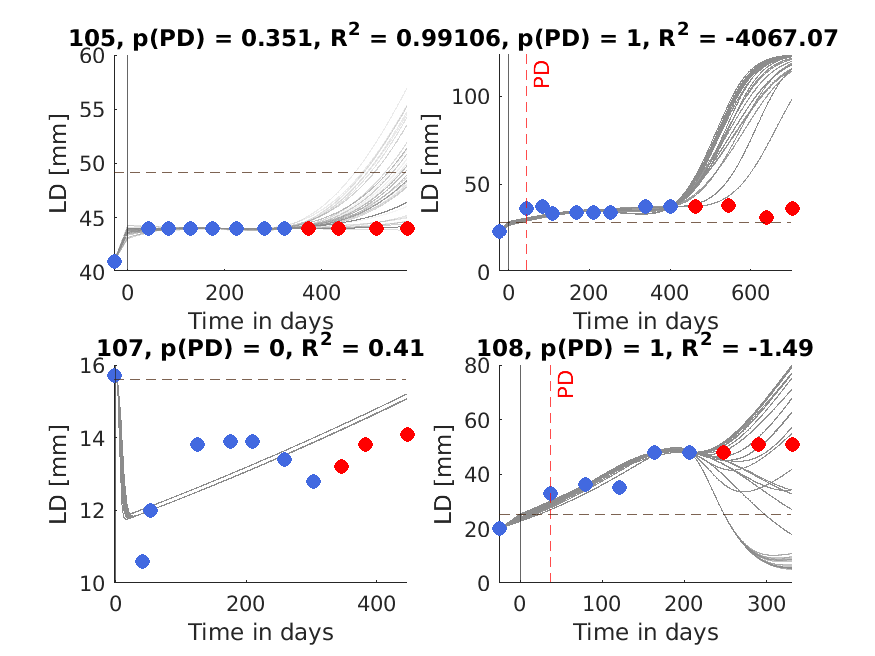 105, p(PD) = 0.351, R² = 0.99106, p(PD) = 1, R² = -4067.07
60
55
50
45
40
LD [mm]
0
200
400
Time in days
PD
100
50
0
LD [mm]
0
200
400
600
Time in days
107, p(PD) = 0, R² = 0.41
108, p(PD) = 1, R² = -1.49
16
14
12
10
LD [mm]
0
200
400
Time in days
PD
80
60
40
20
0
LD [mm]
0
100
200
300
Time in days